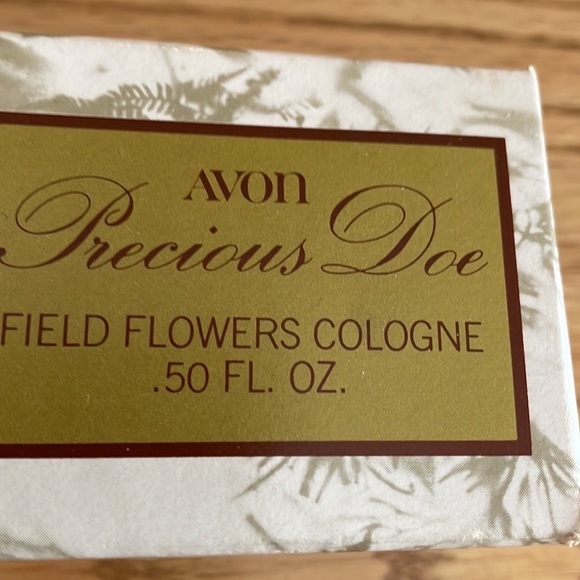 AVON
Precious Doe
FIELD FLOWERS COLOGNE
.50 FL. OZ.